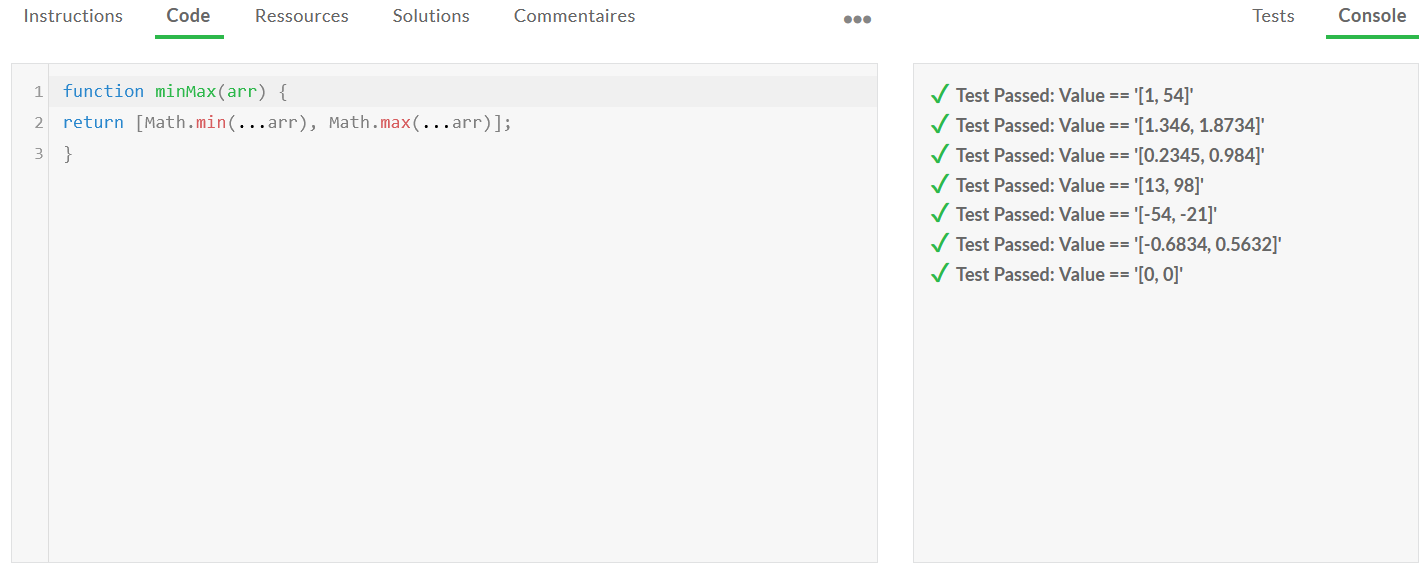 Instructions Code Ressources Solutions Commentaires ••• Tests Console
1 function minMax(arr) {
2 return [Math.min(...arr), Math.max(...arr)];
3 }
✓ Test Passed: Value == '[1, 54]'
✓ Test Passed: Value == '[1.346, 1.8734]'
✓ Test Passed: Value == '[0.2345, 0.984]'
✓ Test Passed: Value == '[13, 98]'
✓ Test Passed: Value == '[-54, -21]'
✓ Test Passed: Value == '[-0.6834, 0.5632]'
✓ Test Passed: Value == '[0, 0]'